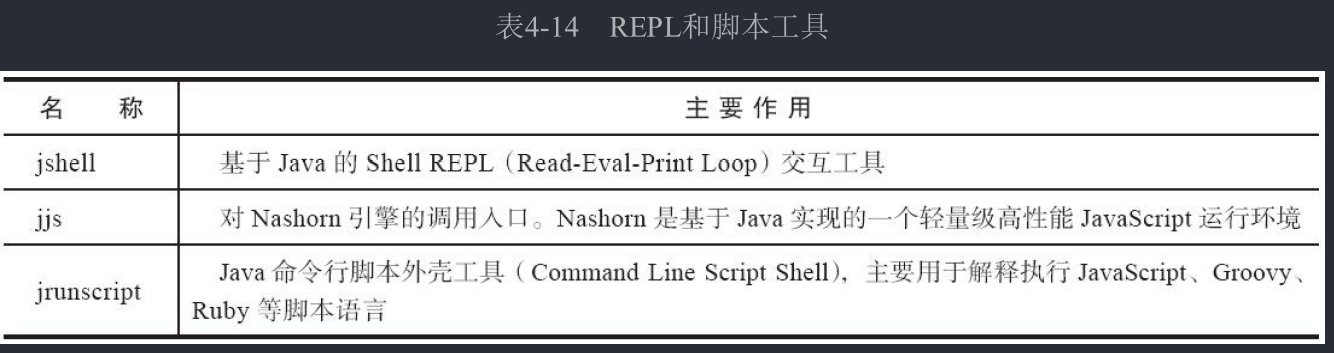 表4-14 REPL和脚本工具
名 称 主 要 作 用
jshell 基于 Java 的 Shell REPL（Read-Eval-Print Loop）交互工具
jjs 对 Nashorn 引擎的调用入口。Nashorn 是基于 Java 实现的一个轻量级高性能 JavaScript 运行环境
jrunscript Java 命令行脚本外壳工具（Command Line Script Shell），主要用于解释执行 JavaScript、Groovy、
Ruby 等脚本语言